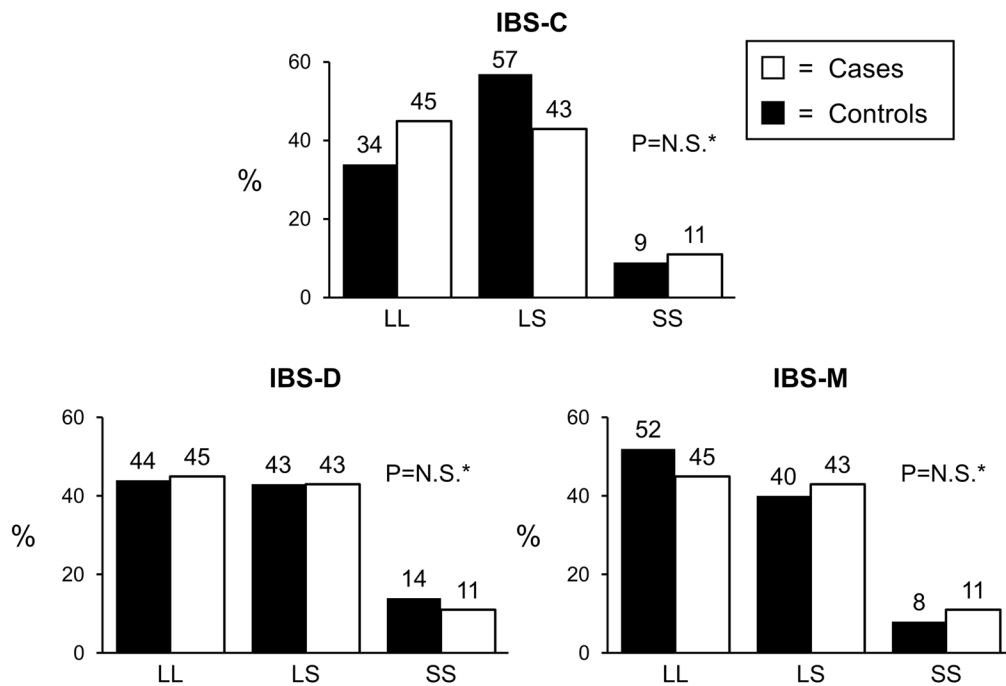 IBS-C
60
40
20
0
%
34
45
57
43
9
11
P=N.S.*
LL
LS
SS
= Cases
= Controls
IBS-D
60
40
20
0
%
44
45
43
43
14
11
P=N.S.*
LL
LS
SS
IBS-M
60
40
20
0
%
52
45
40
43
8
11
P=N.S.*
LL
LS
SS